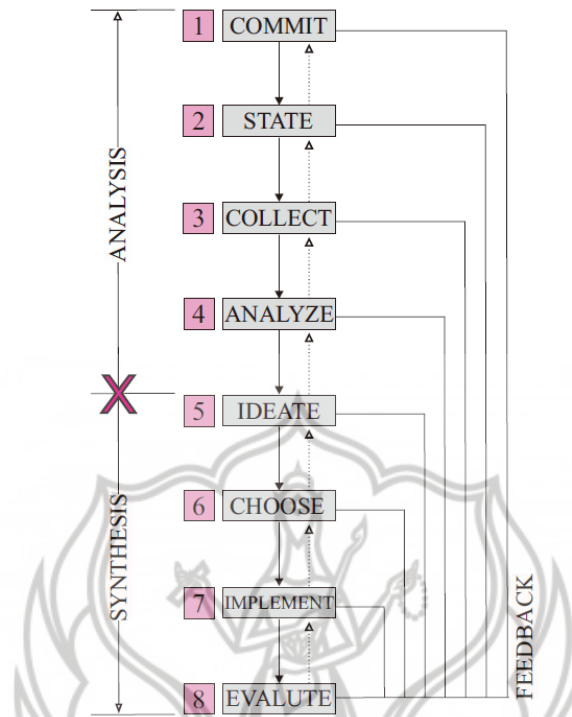 1 COMMIT
2 STATE
3 COLLECT
ANALYSIS
4 ANALYZE
X
5 IDEATE
6 CHOOSE
SYNTHESIS
7 IMPLEMENT
FEEDBACK
8 EVALUTE